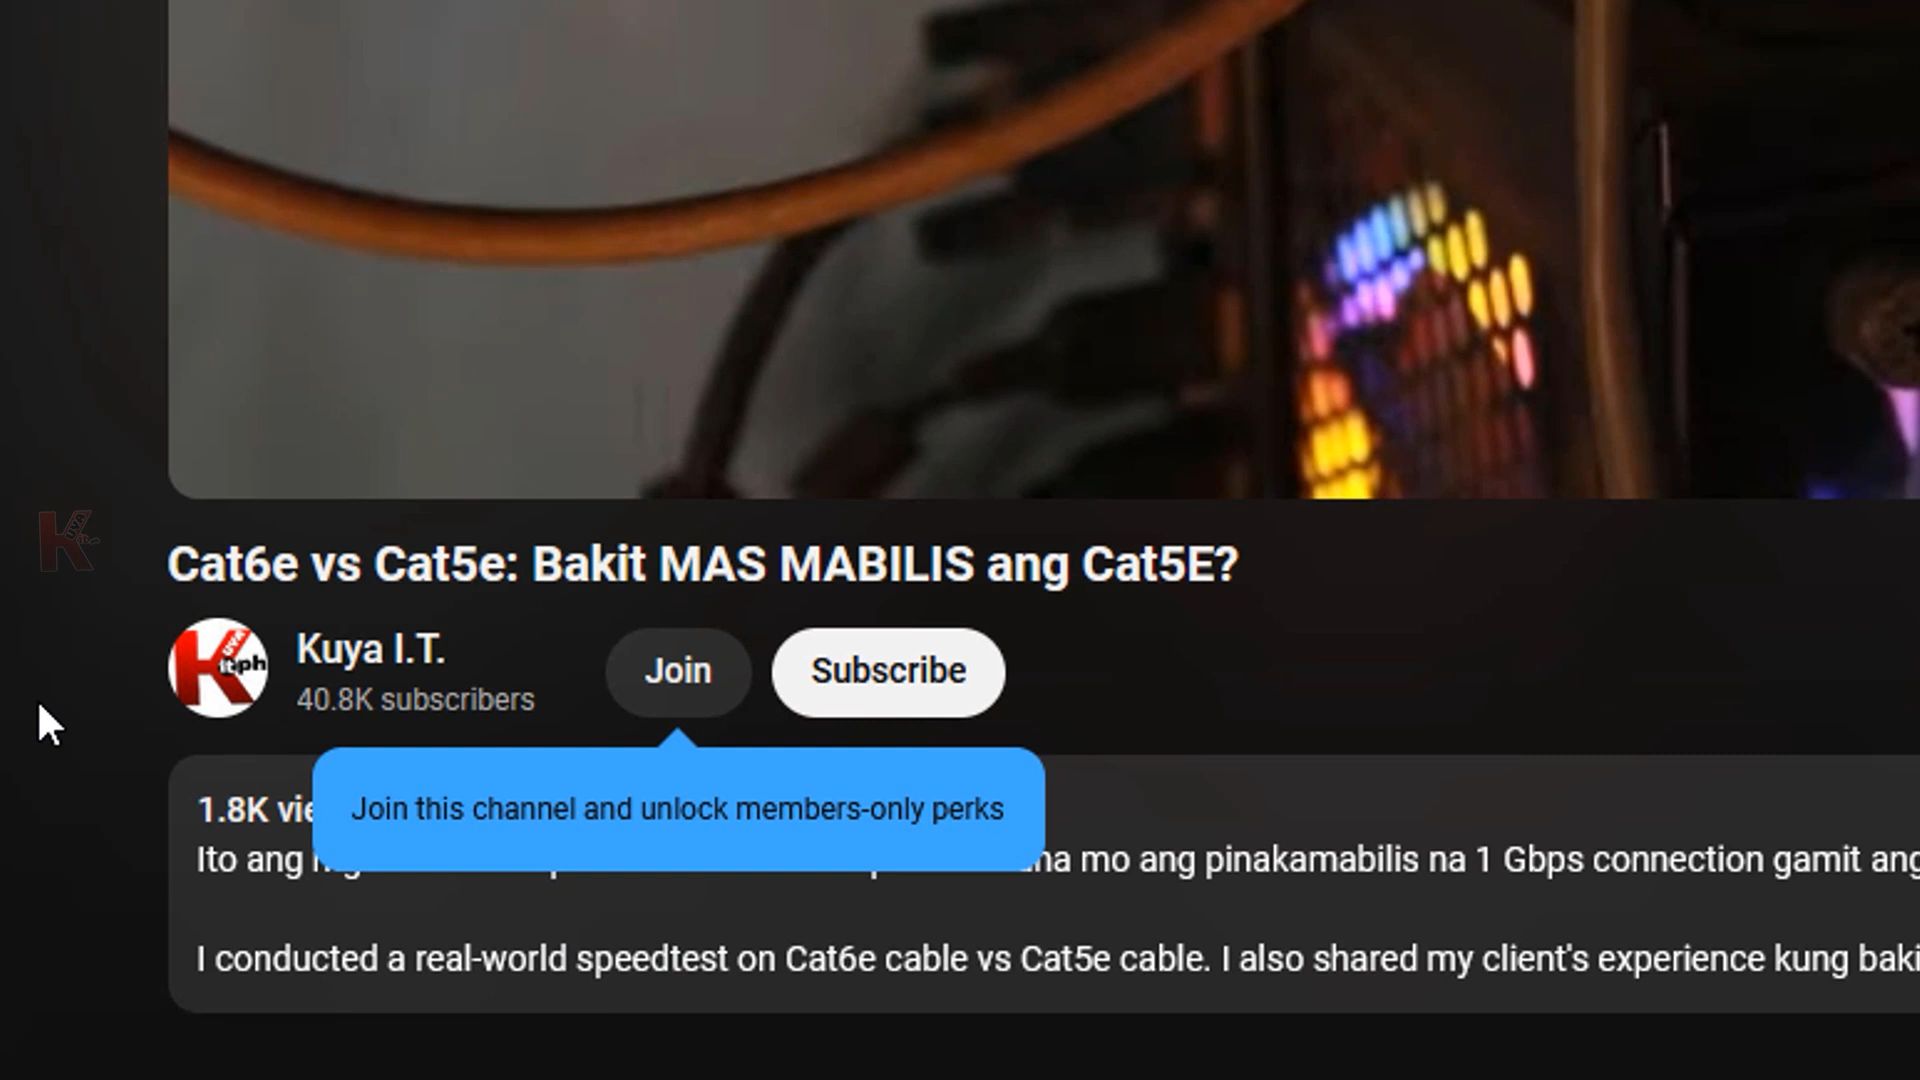 Cat6e vs Cat5e: Bakit MAS MABILIS ang Cat5E?
Kuya I.T.
40.8K subscribers
Join
Subscribe
Join this channel and unlock members-only perks
1.8K
Ito ang mo ang pinakamabilis na 1 Gbps connection gamit ang
I conducted a real-world speedtest on Cat6e cable vs Cat5e cable. I also shared my client's experience kung